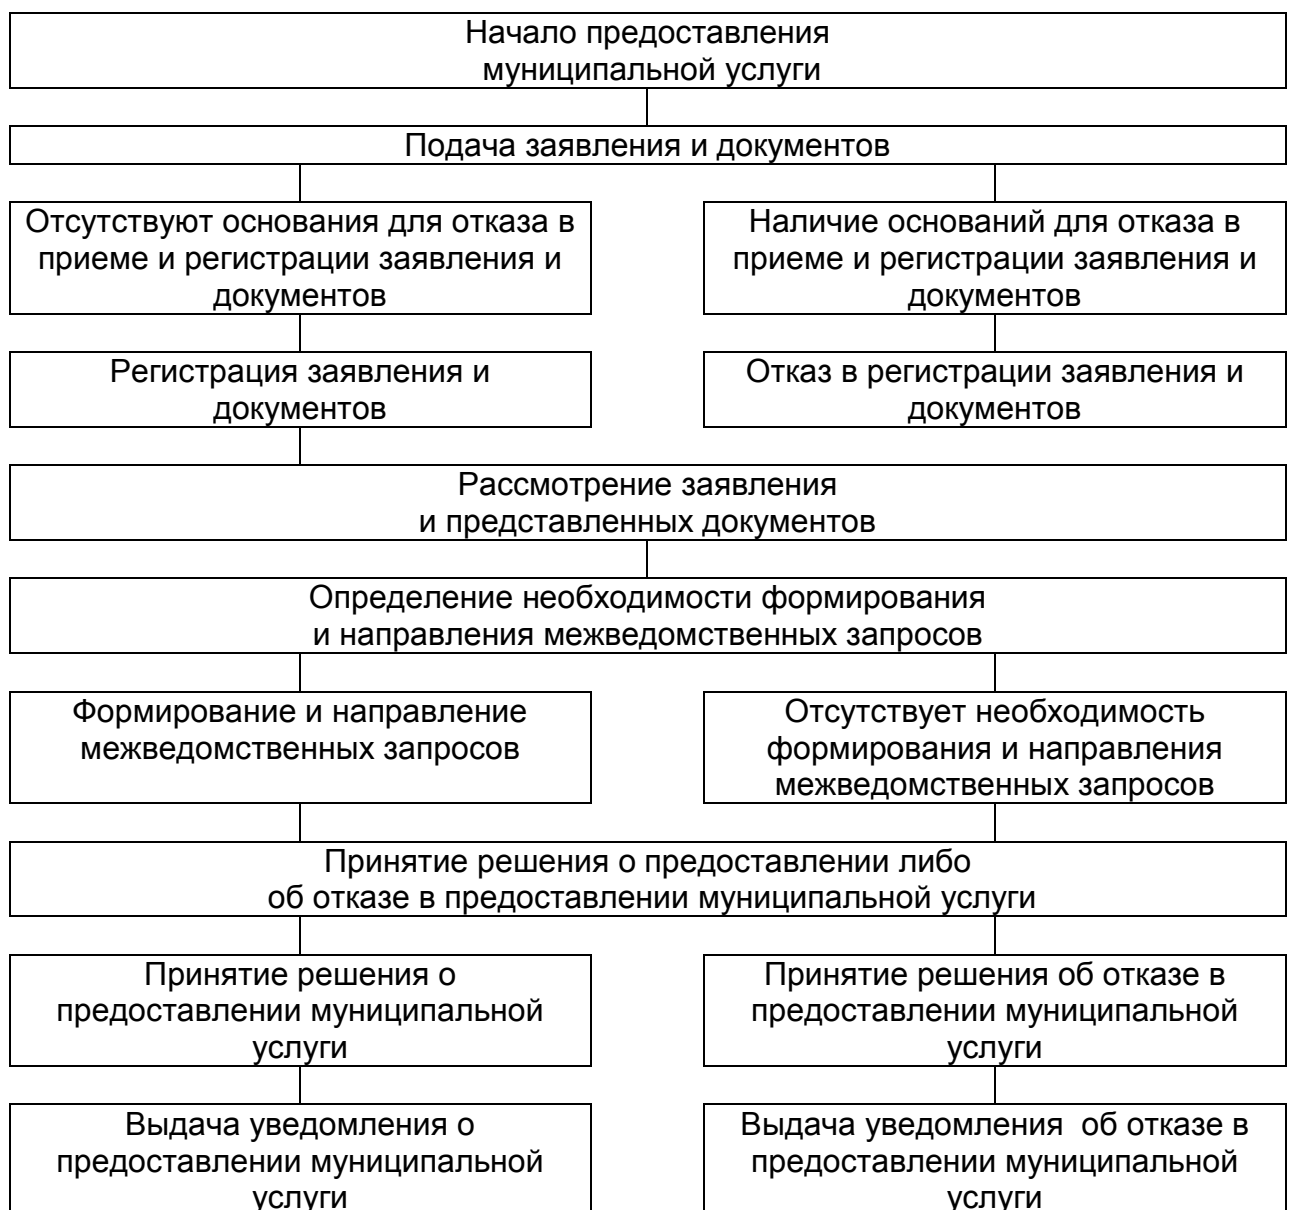 Начало предоставления
муниципальной услуги
Подача заявления и документов
Отсутствуют основания для отказа в
приеме и регистрации заявления и
документов
Наличие оснований для отказа в
приеме и регистрации заявления и
документов
Регистрация заявления и
документов
Отказ в регистрации заявления и
документов
Рассмотрение заявления
и представленных документов
Определение необходимости формирования
и направления межведомственных запросов
Формирование и направление
межведомственных запросов
Отсутствует необходимость
формирования и направления
межведомственных запросов
Принятие решения о предоставлении либо
об отказе в предоставлении муниципальной услуги
Принятие решения о
предоставлении муниципальной
услуги
Принятие решения об отказе в
предоставлении муниципальной
услуги
Выдача уведомления о
предоставлении муниципальной
услуги
Выдача уведомления  об отказе в
предоставлении муниципальной
услуги